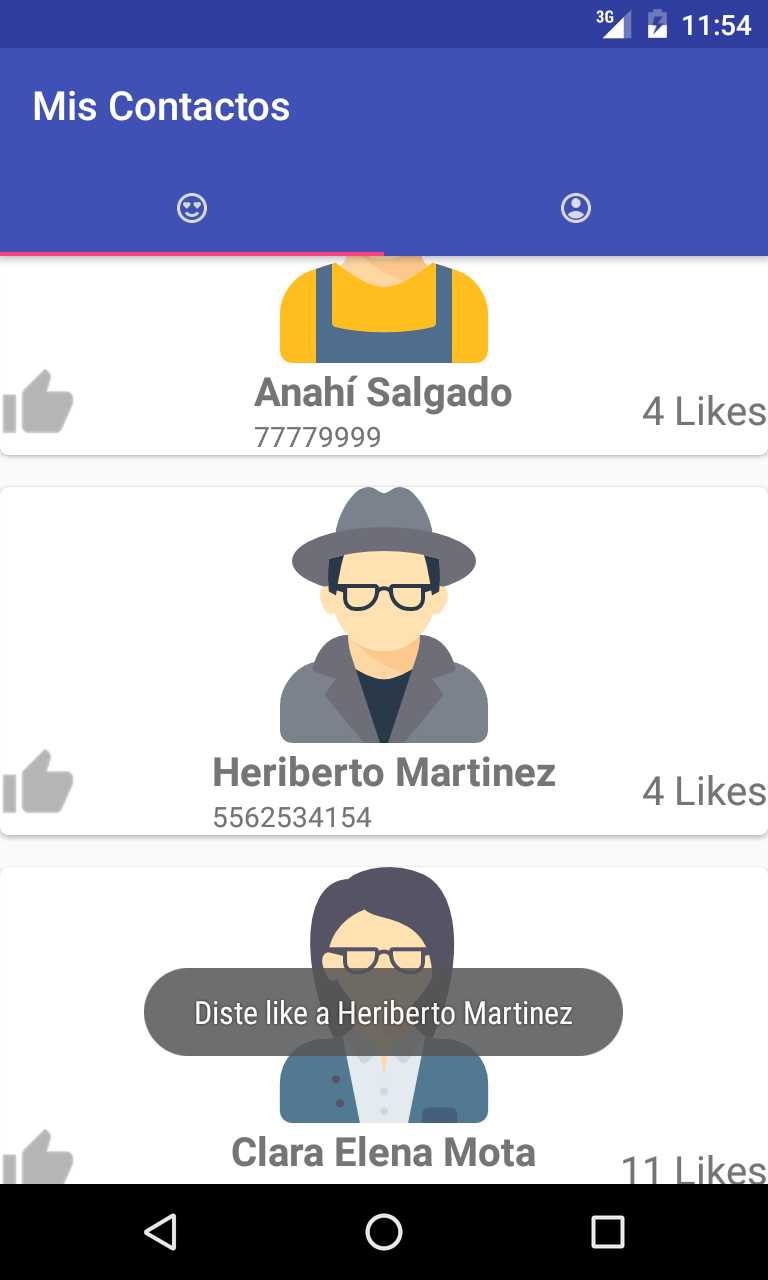 3G 11:54
Mis Contactos
Anahí Salgado
77779999
4 Likes
Heriberto Martinez
5562534154
4 Likes
Diste like a Heriberto Martinez
Clara Elena Mota
11 Likes